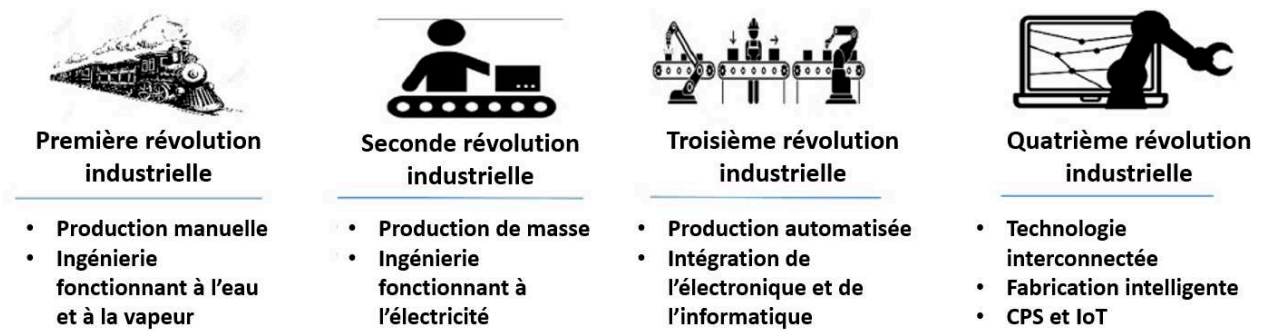 Première révolution
industrielle
• Production manuelle
• Ingénierie
fonctionnant à l’eau
et à la vapeur
Seconde révolution
industrielle
• Production de masse
• Ingénierie
fonctionnant à
l’électricité
Troisième révolution
industrielle
• Production automatisée
• Intégration de
l’électronique et de
l’informatique
Quatrième révolution
industrielle
• Technologie
interconnectée
• Fabrication intelligente
• CPS et IoT